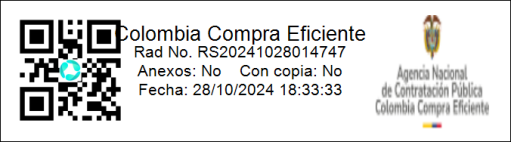 Colombia Compra Eficiente
Rad No. RS20241028014747
Anexos: No Con copia: No
Fecha: 28/10/2024 18:33:33
Agencia Nacional
de Contratación Pública
Colombia Compra Eficiente